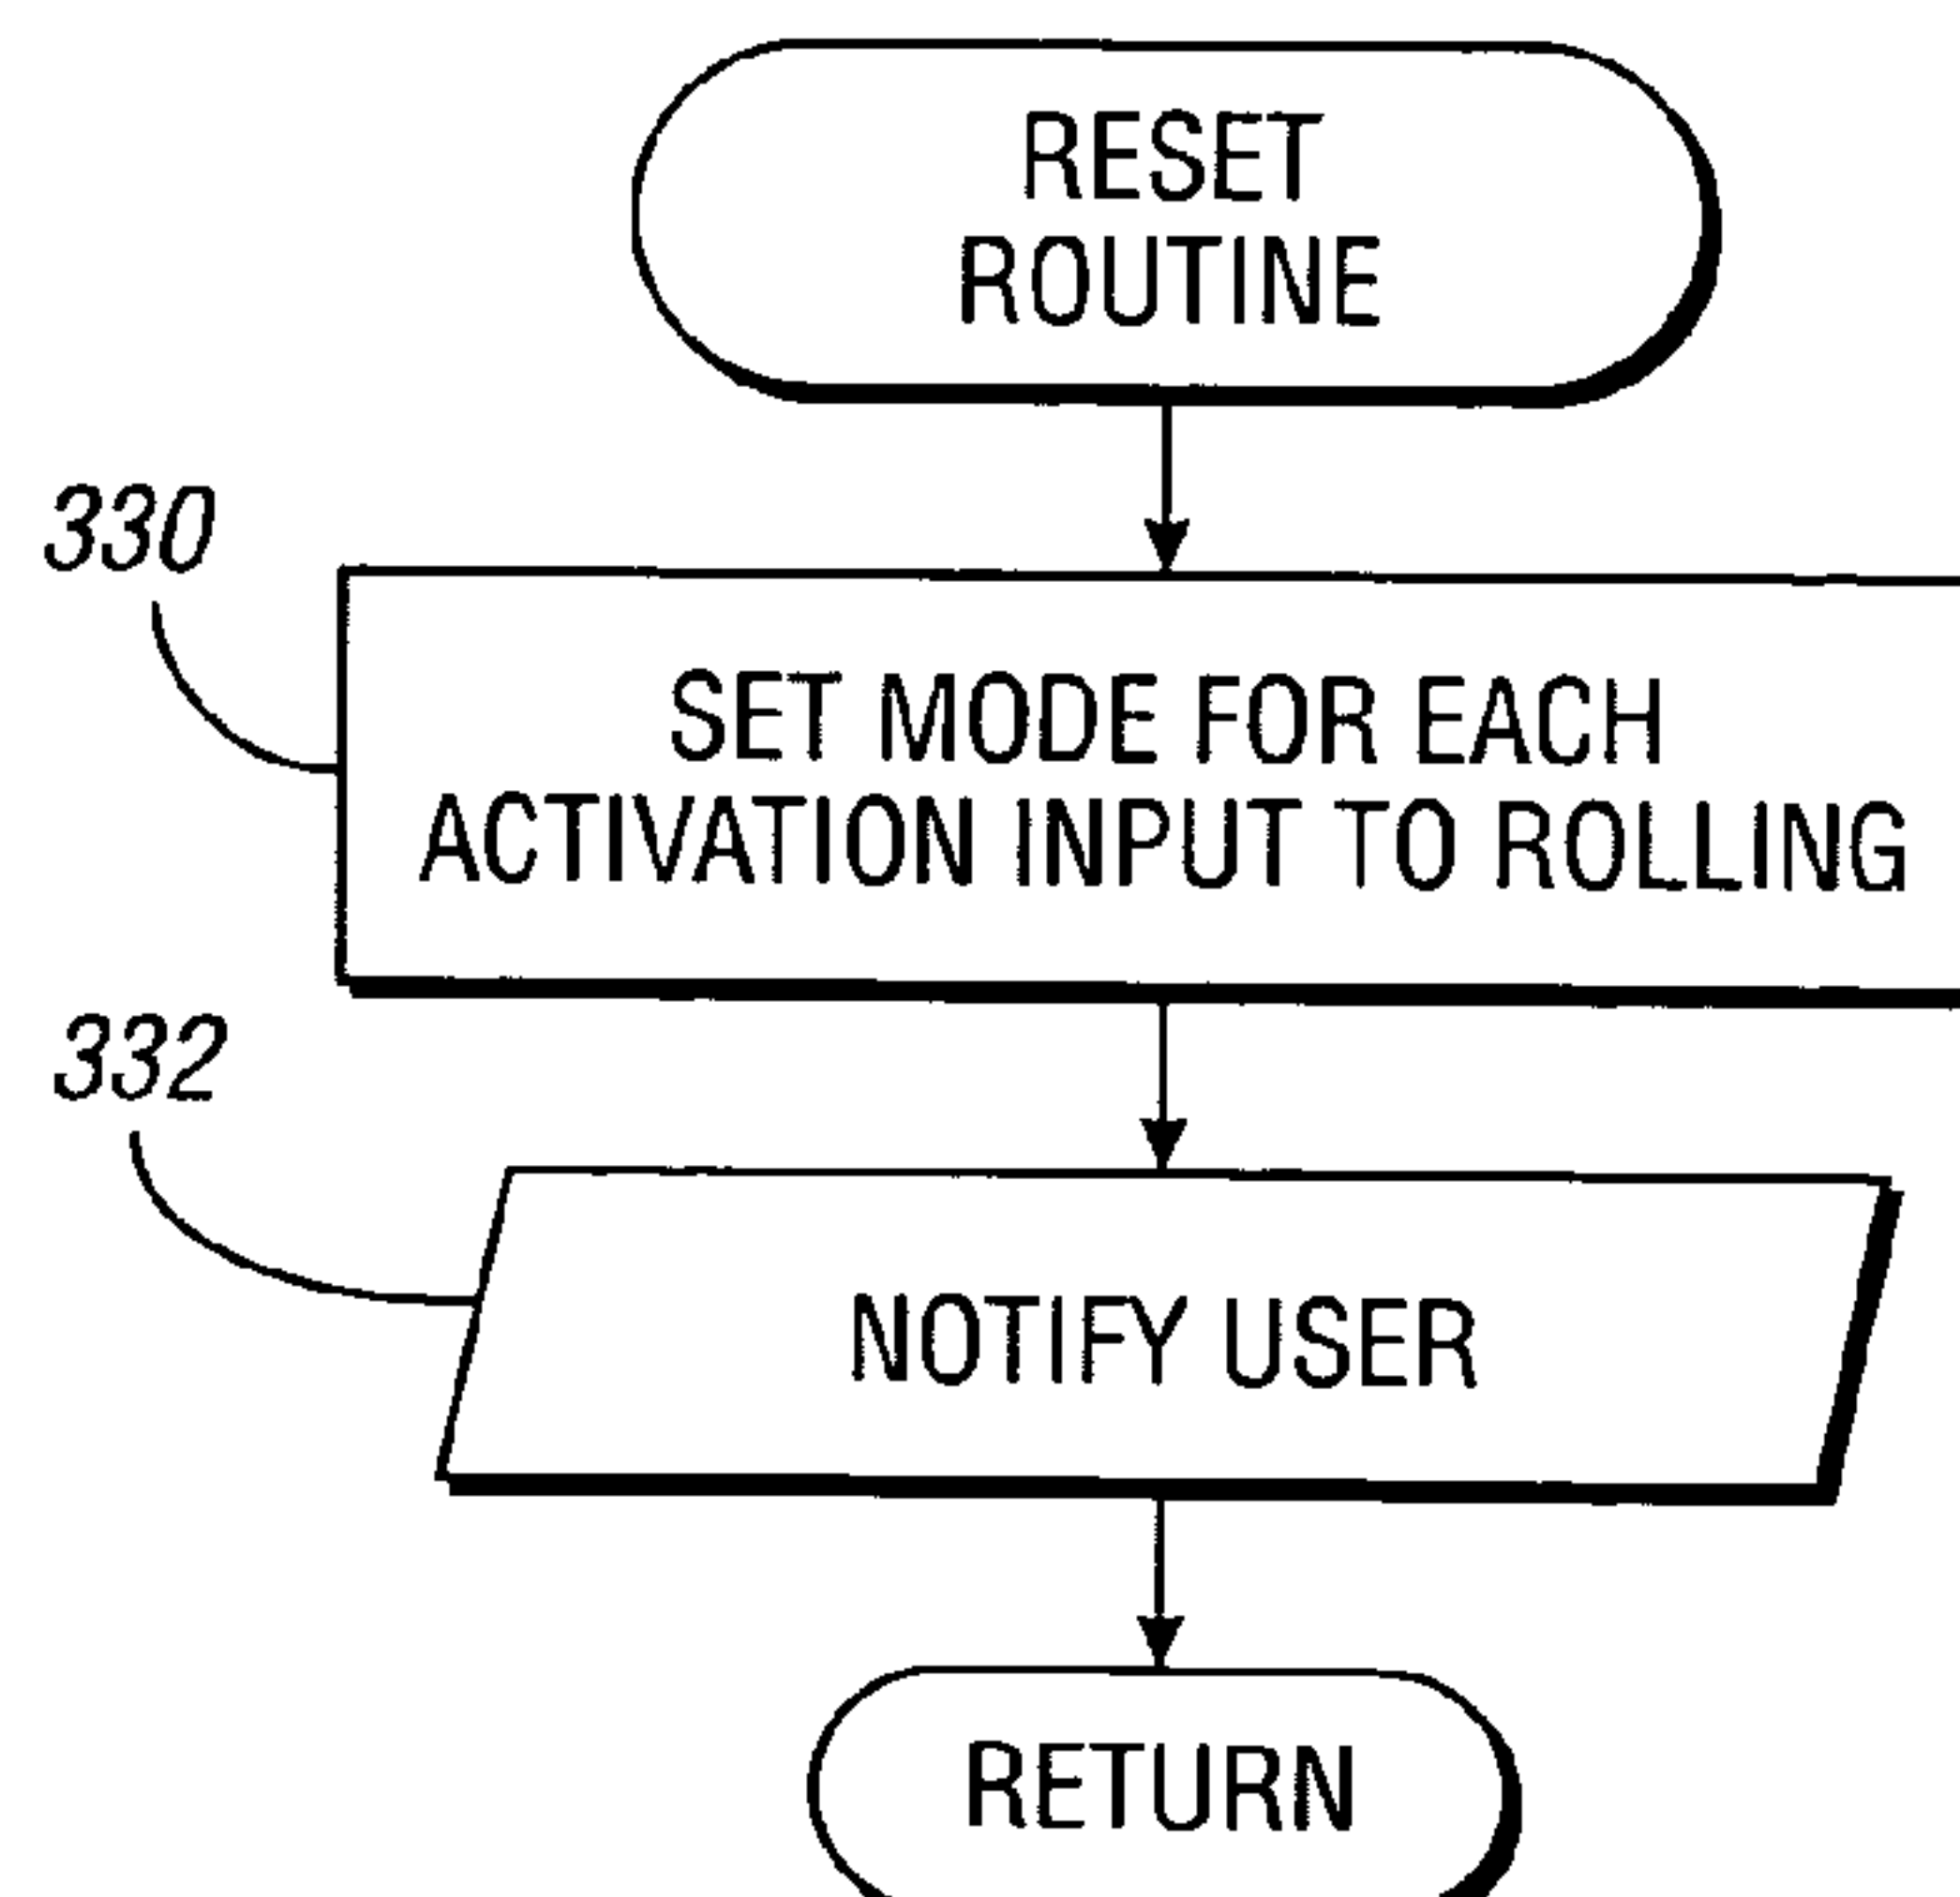 RESET
ROUTINE
330
SET MODE FOR EACH
ACTIVATION INPUT TO ROLLING
332
NOTIFY USER
RETURN